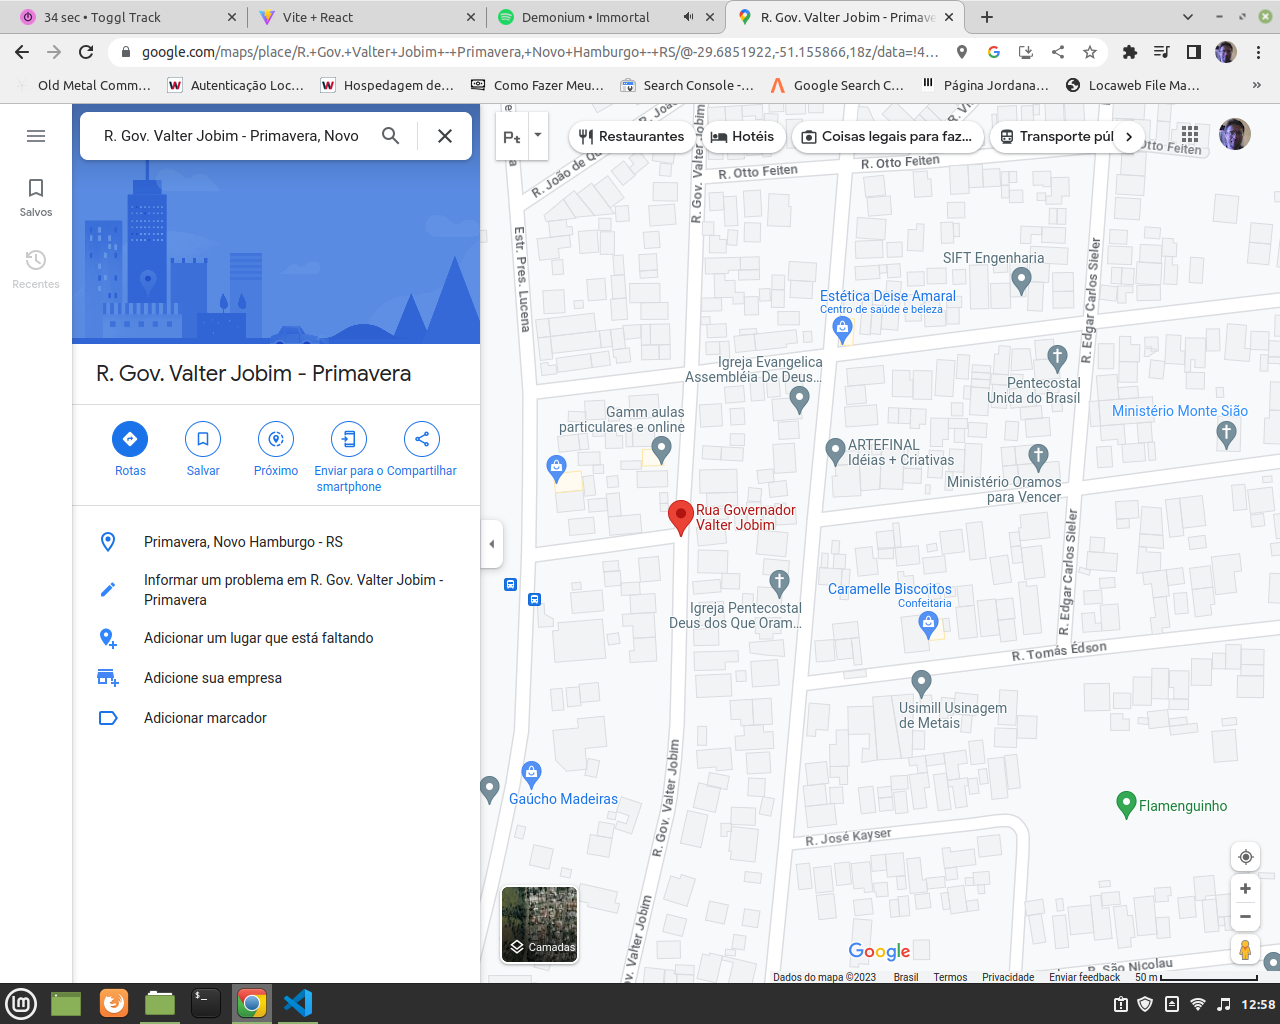 34 sec • Toggl Track
Vite + React
Demonium • Immortal
R. Gov. Valter Jobim - Primave
google.com/maps/place/R.+Gov.+Valter+Jobim+-+Primavera,+Novo+Hamburgo+-+RS/@-29.6851922,-51.155866,18z/data=!4...
Old Metal Comm...
Autenticação Loc...
Hospedagem de...
Como Fazer Meu...
Search Console -...
Google Search C...
Página Jordana...
Locaweb File Ma...
»
R. Gov. Valter Jobim - Primavera, Novo
Restaurantes
Hotéis
Coisas legais para faz...
Transporte púl
Salvos
Recentes
R. Gov. Valter Jobim - Primavera
Rotas
Salvar
Próximo
Enviar para o
smartphone
Compartilhar
Primavera, Novo Hamburgo - RS
Informar um problema em R. Gov. Valter Jobim -
Primavera
Adicionar um lugar que está faltando
Adicione sua empresa
Adicionar marcador
R. João de Qu
R. Gov. Valter Jobim
R. Otto Feiten
R. Otto Feiten
Otto Feiten
Estr. Pres. Lucena
SIFT Engenharia
R. Edgar Carlos Sieler
Estética Deise Amaral
Centro de saúde e beleza
Igreja Evangelica
Assembléia De Deus...
Pentecostal
Unida do Brasil
Gamm aulas
particulares e online
Ministério Monte Sião
ARTEFINAL
Idéias + Criativas
Ministério Oramos
para Vencer
Rua Governador
Valter Jobim
R. Edgar Carlos Sieler
Caramelle Biscoitos
Confeitaria
Igreja Pentecostal
Deus dos Que Oram...
R. Tomás Édson
Usimill Usinagem
de Metais
R. Gov. Valter Jobim
Gaúcho Madeiras
Flamenguinho
R. José Kayser
ov. Valter Jobim
Camadas
Google
R. São Nicolau
Dados do mapa ©2023
Brasil
Termos
Privacidade
Enviar feedback
50 m
12:58